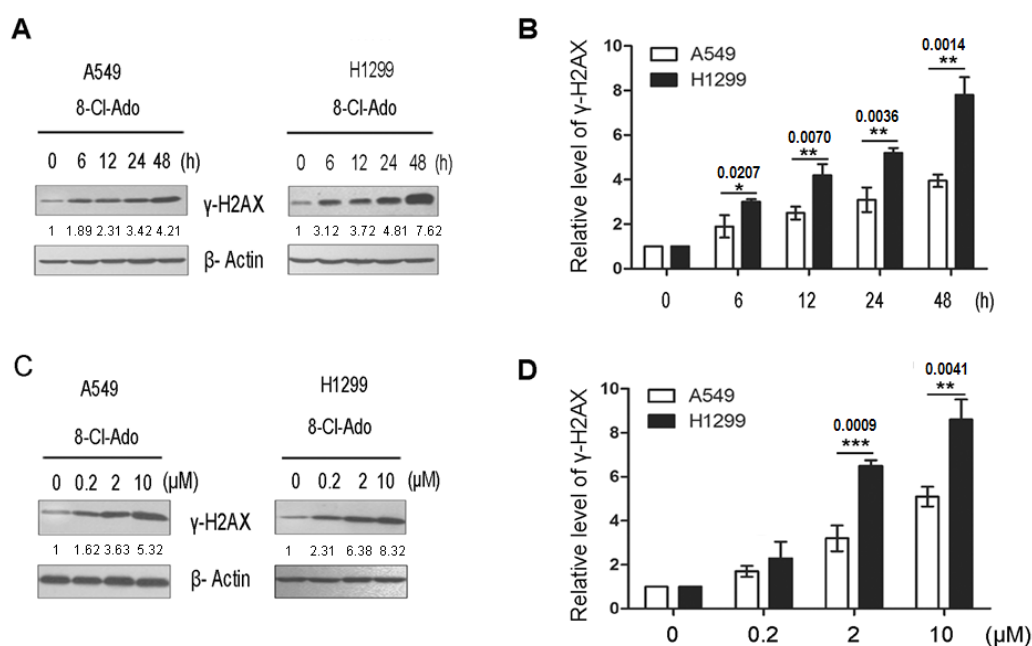 A
A549
8-Cl-Ado
0 6 12 24 48 (h)
1 1.89 2.31 3.42 4.21
H1299
8-Cl-Ado
0 6 12 24 48 (h)
γ-H2AX
1 3.12 3.72 4.81 7.62
β- Actin
B
Relative level of γ-H2AX
A549
H1299
10
8
6
4
2
0
0.0207
*
0.0070
**
0.0036
**
0.0014
**
0 6 12 24 48 (h)
C
A549
8-Cl-Ado
0 0.2 2 10 (μM)
1 1.62 3.63 5.32
H1299
8-Cl-Ado
0 0.2 2 10 (μM)
γ-H2AX
1 2.31 6.38 8.32
β- Actin
D
Relative level of γ-H2AX
A549
H1299
10
8
6
4
2
0
0.0009
***
0.0041
**
0 0.2 2 10 (μM)